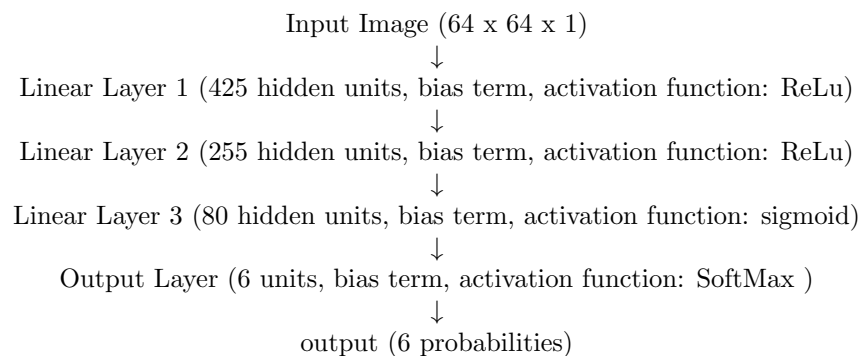 Input Image (64 x 64 x 1)
↓
Linear Layer 1 (425 hidden units, bias term, activation function: ReLu)
↓
Linear Layer 2 (255 hidden units, bias term, activation function: ReLu)
↓
Linear Layer 3 (80 hidden units, bias term, activation function: sigmoid)
↓
Output Layer (6 units, bias term, activation function: SoftMax )
↓
output (6 probabilities)